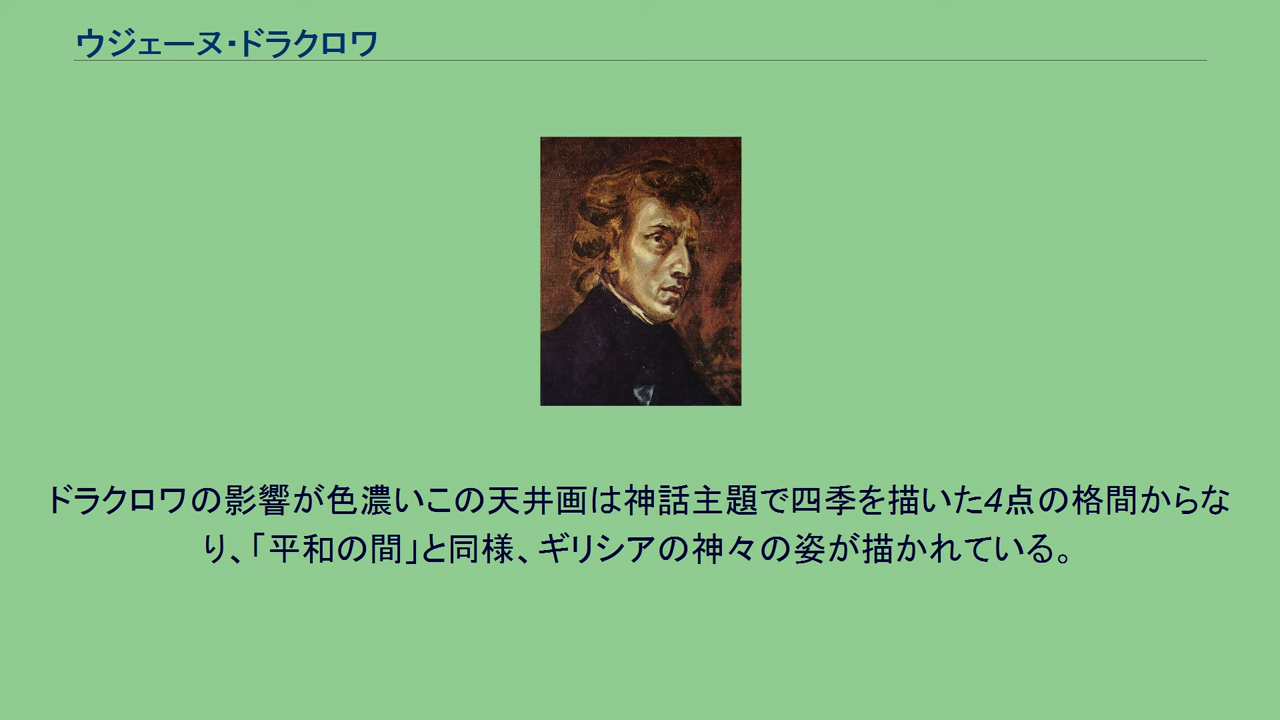 ウジェーヌ・ドラクロワ
ドラクロワの影響が色濃いこの天井画は神話主題で四季を描いた4点の格間からな
り、「平和の間」と同様、ギリシアの神々の姿が描かれている。